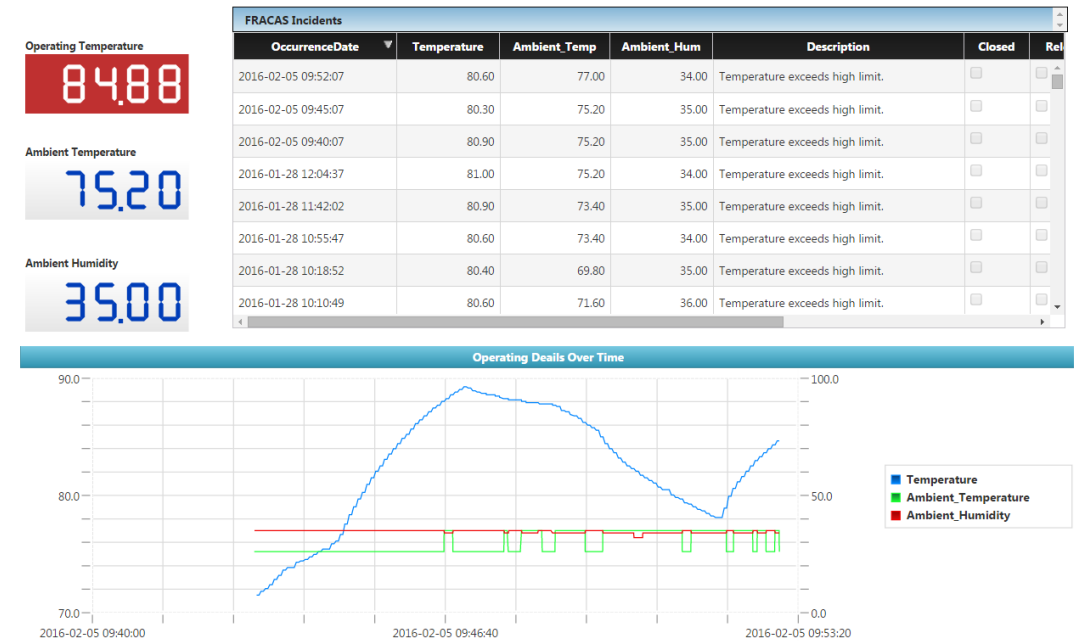 FRACAS Incidents
Operating Temperature
84.88
Ambient Temperature
75.20
Ambient Humidity
35.00
OccurrenceDate Temperature Ambient_Temp Ambient_Hum Description Closed Rel
2016-02-05 09:52:07 80.60 77.00 34.00 Temperature exceeds high limit.
2016-02-05 09:45:07 80.30 75.20 35.00 Temperature exceeds high limit.
2016-02-05 09:40:07 80.90 75.20 35.00 Temperature exceeds high limit.
2016-01-28 12:04:37 81.00 75.20 34.00 Temperature exceeds high limit.
2016-01-28 11:42:02 80.90 73.40 35.00 Temperature exceeds high limit.
2016-01-28 10:55:47 80.60 73.40 34.00 Temperature exceeds high limit.
2016-01-28 10:18:52 80.40 69.80 35.00 Temperature exceeds high limit.
2016-01-28 10:10:49 80.60 71.60 36.00 Temperature exceeds high limit.
Operating Deails Over Time
90.0 100.0
80.0 50.0
70.0 0.0
2016-02-05 09:40:00 2016-02-05 09:46:40 2016-02-05 09:53:20
Temperature
Ambient_Temperature
Ambient_Humidity